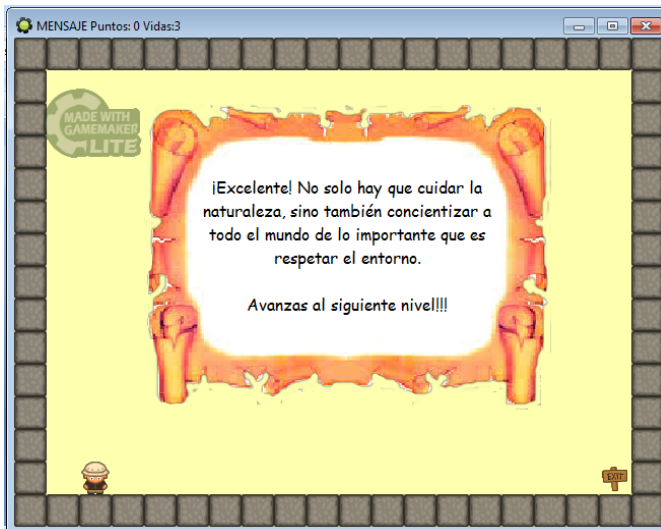 MENSAJE Puntos: 0 Vidas:3
MADE WITH
GAMEMAKER
LITE
¡Excelente! No solo hay que cuidar la
naturaleza, sino también concientizar a
todo el mundo de lo importante que es
respetar el entorno.
Avanzas al siguiente nivel!!!
EXIT